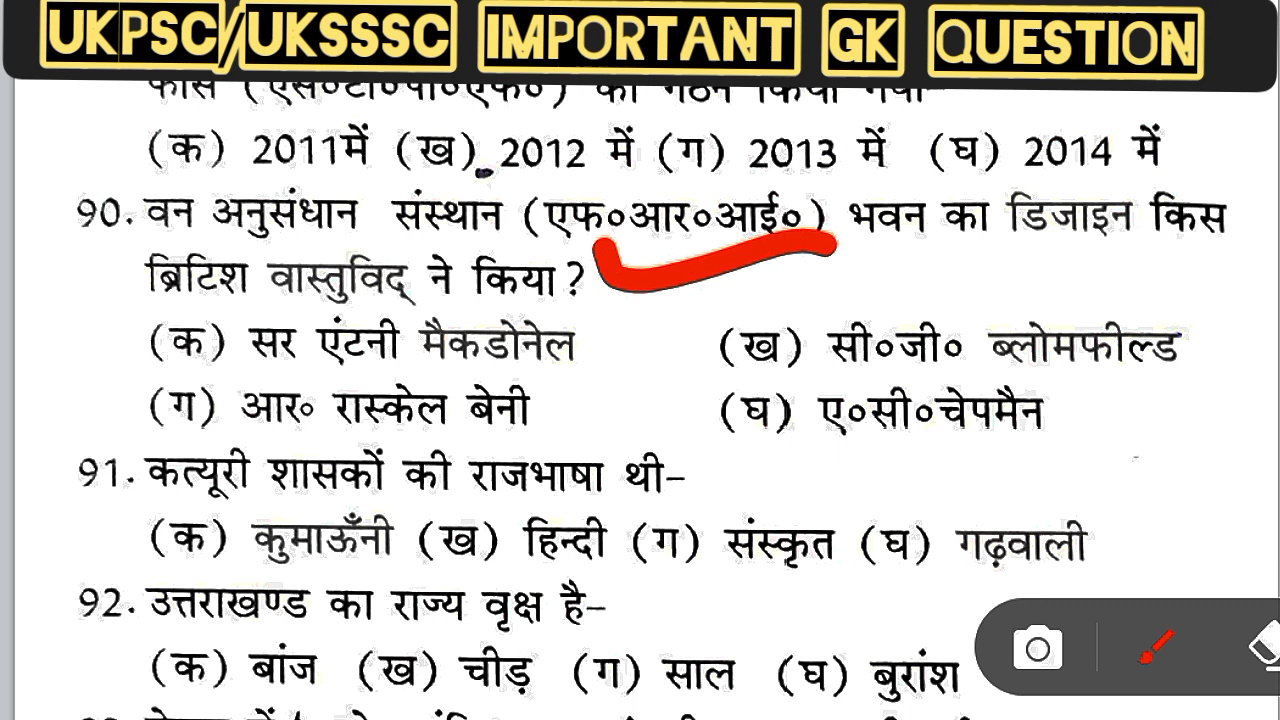 UKPSC/UKSSSC IMPORTANT GK QUESTION
(क) 2011में (ख) 2012 में (ग) 2013 में (घ) 2014 में
90. वन अनुसंधान संस्थान (एफ०आर०आई०) भवन का डिजाइन किस
ब्रिटिश वास्तुविद् ने किया?
(क) सर एंटनी मैकडोनेल (ख) सी०जी० ब्लोमफील्ड
(ग) आर० रास्केल बेनी (घ) ए०सी०चेपमैन
91. कत्यूरी शासकों की राजभाषा थी–
(क) कुमाऊँनी (ख) हिन्दी (ग) संस्कृत (घ) गढ़वाली
92. उत्तराखण्ड का राज्य वृक्ष है–
(क) बांज (ख) चीड़ (ग) साल (घ) बुरांश